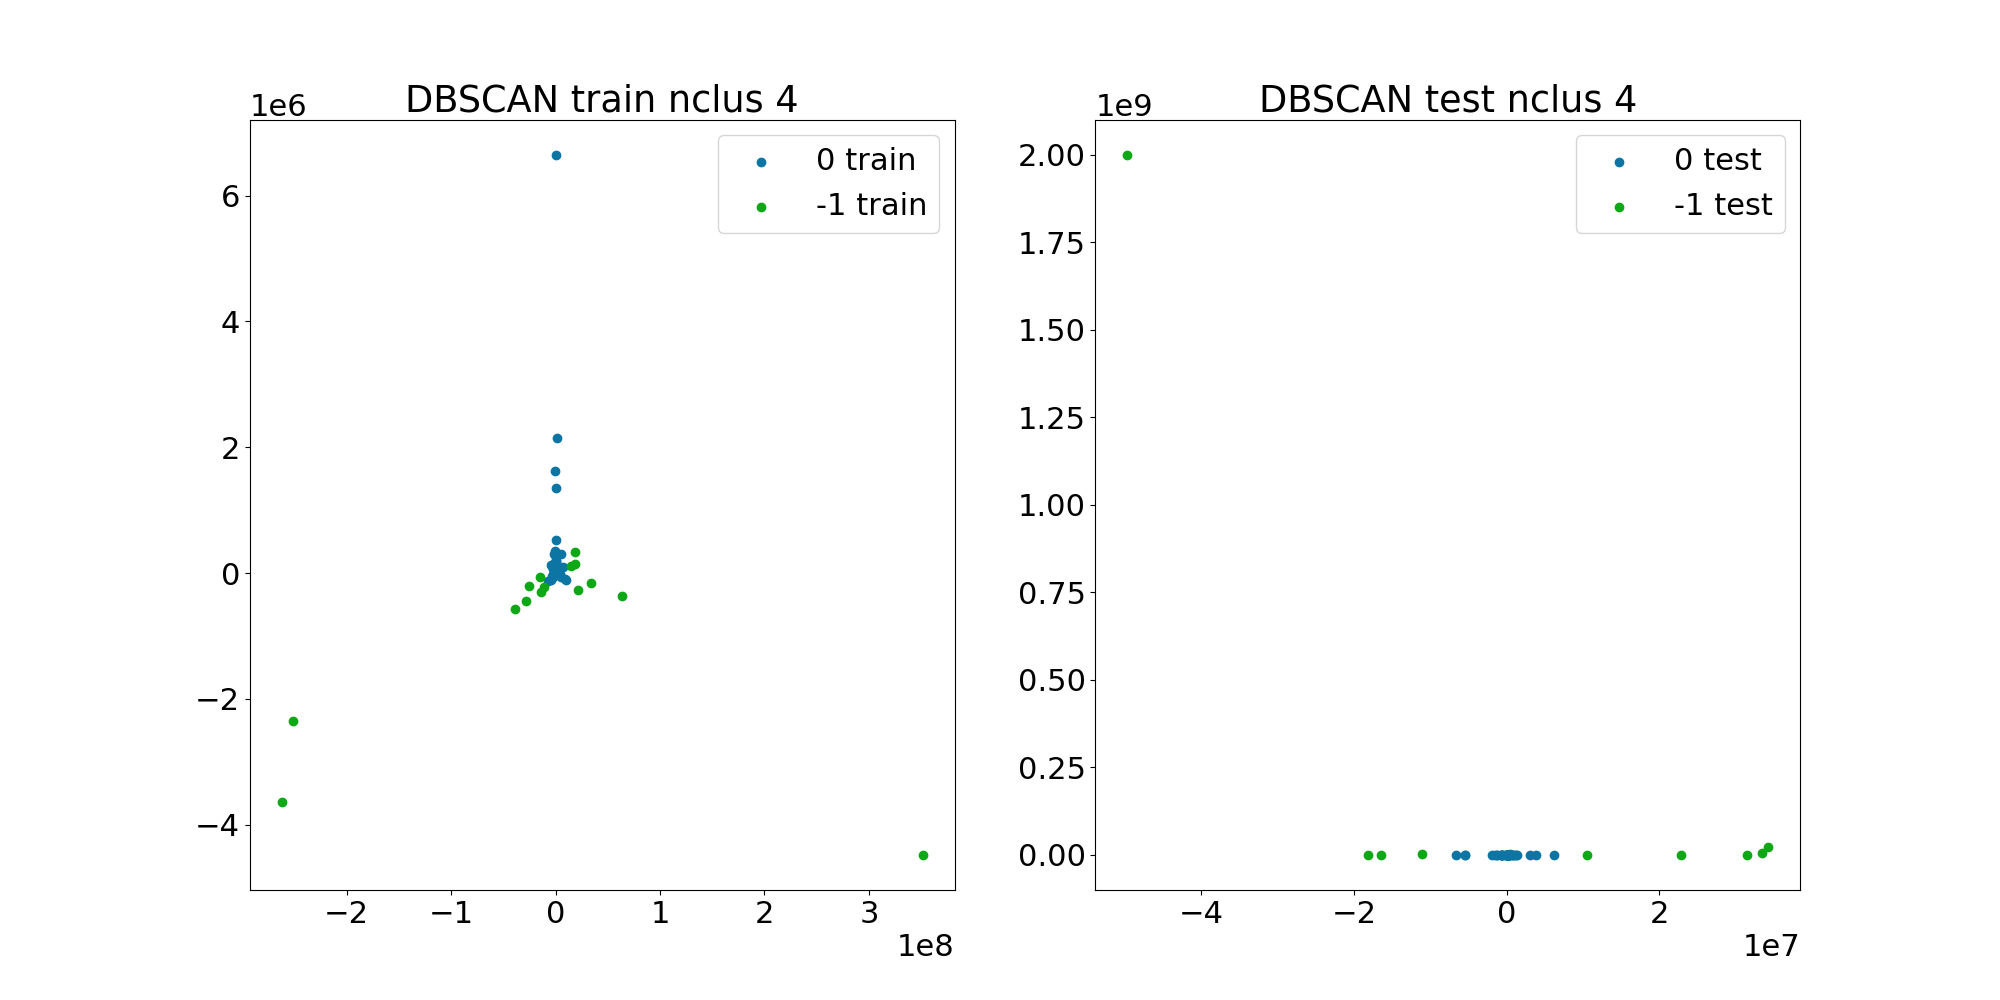 DBSCAN train nclus 4
1e6
0 train
-1 train
6
4
2
0
−2
−4
−2 −1 0 1 2 3
1e8
DBSCAN test nclus 4
1e9
0 test
-1 test
2.00
1.75
1.50
1.25
1.00
0.75
0.50
0.25
0.00
−4 −2 0 2
1e7